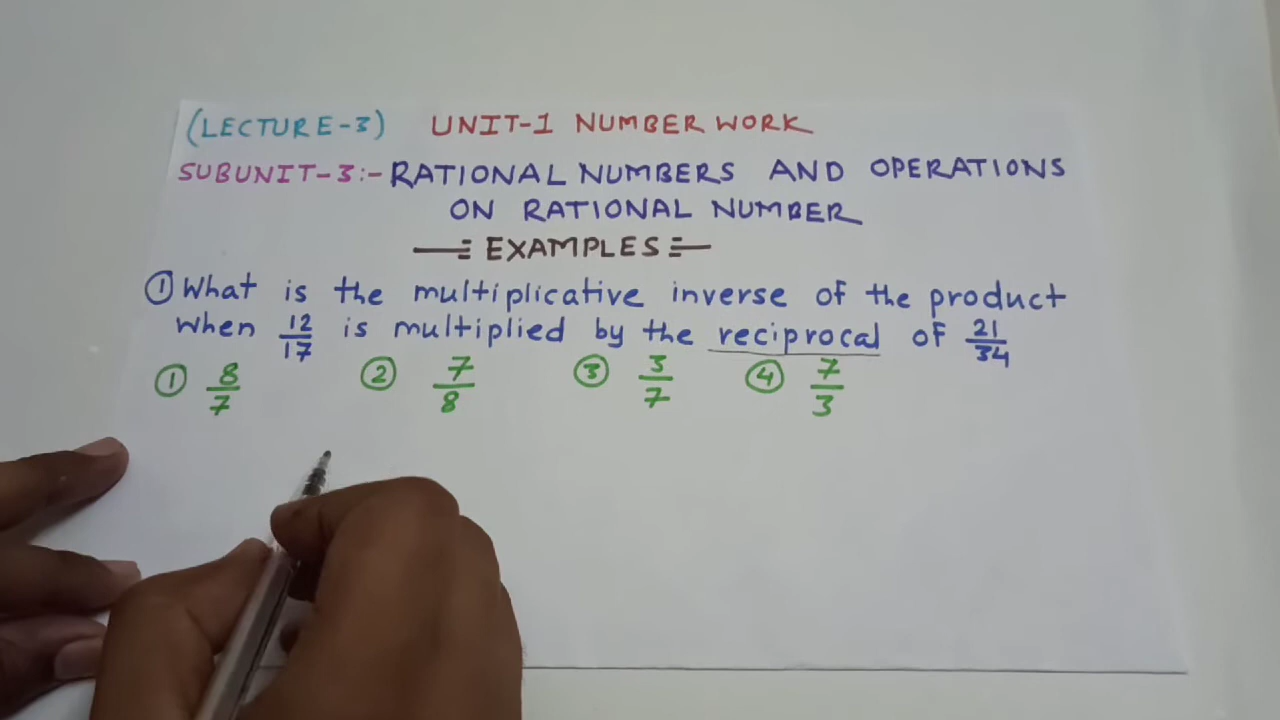 (LECTURE-3) UNIT-1 NUMBER WORK
SUBUNIT-3:- RATIONAL NUMBERS AND OPERATIONS
ON RATIONAL NUMBER
EXAMPLES
① What is the multiplicative inverse of the product
when 12/17 is multiplied by the reciprocal of 21/34
① 8/7 ② 7/8 ③ 3/7 ④ 7/3